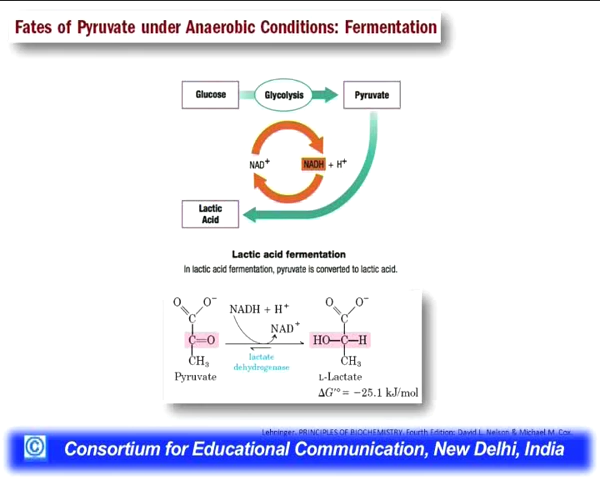 Fates of Pyruvate under Anaerobic Conditions: Fermentation
Glucose
Glycolysis
Pyruvate
NAD+
NADH + H+
Lactic
Acid
Lactic acid fermentation
In lactic acid fermentation, pyruvate is converted to lactic acid.
O O−
C
C=O
CH3
Pyruvate
NADH + H+
NAD+
lactate
dehydrogenase
O O−
C
HO—C—H
CH3
L-Lactate
ΔG′° = −25.1 kJ/mol
Lehninger, PRINCIPLES OF BIOCHEMISTRY, Fourth Edition; David L. Nelson & Michael M. Cox
© Consortium for Educational Communication, New Delhi, India